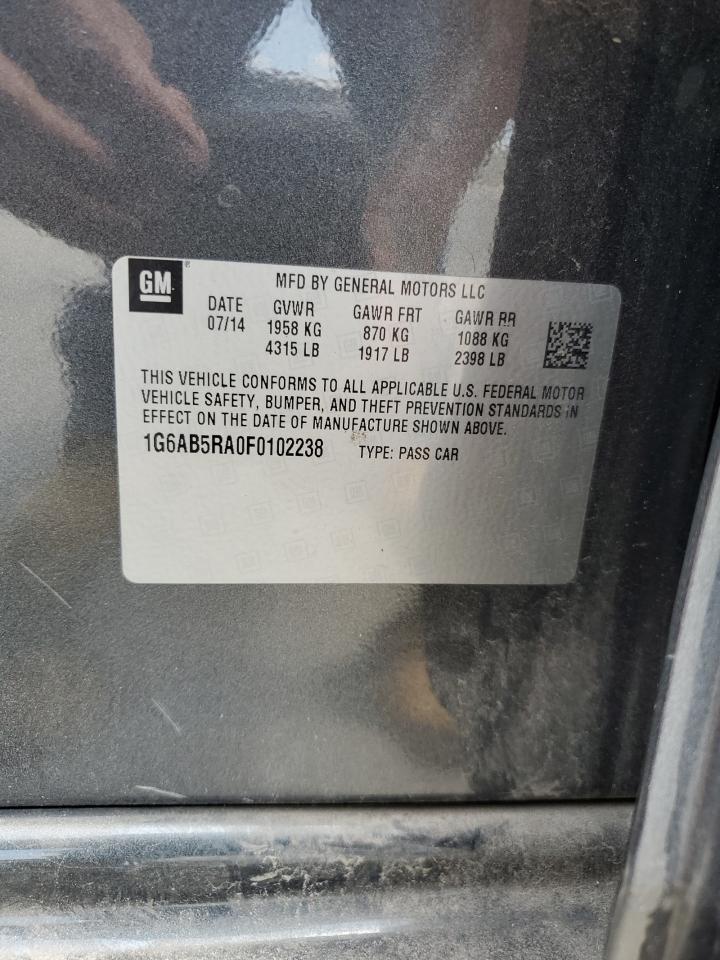 GM
MFD BY GENERAL MOTORS LLC
DATE GVWR GAWR FRT GAWR RR
07/14 1958 KG 870 KG 1088 KG
4315 LB 1917 LB 2398 LB
THIS VEHICLE CONFORMS TO ALL APPLICABLE U.S. FEDERAL MOTOR
VEHICLE SAFETY, BUMPER, AND THEFT PREVENTION STANDARDS IN
EFFECT ON THE DATE OF MANUFACTURE SHOWN ABOVE.
1G6AB5RA0F0102238 TYPE: PASS CAR